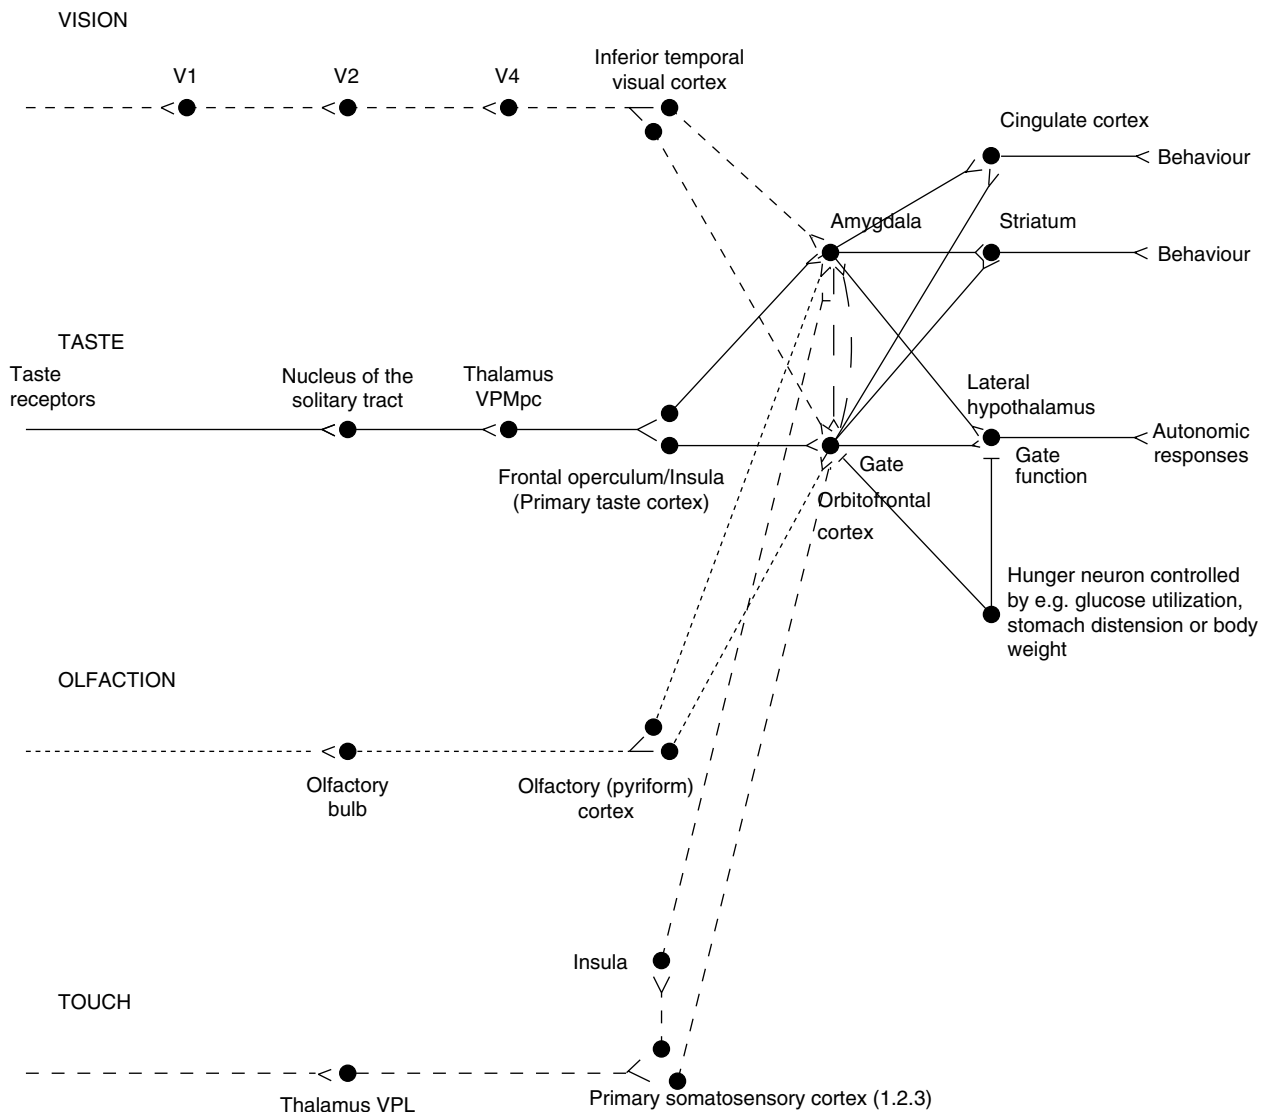 VISION
V1
V2
V4
Inferior temporal
visual cortex
Cingulate cortex
Behaviour
Amygdala
Striatum
Behaviour
TASTE
Taste
receptors
Nucleus of the
solitary tract
Thalamus
VPMpc
Frontal operculum/Insula
(Primary taste cortex)
Lateral
hypothalamus
Gate
function
Autonomic
responses
Gate
Orbitofrontal
cortex
Hunger neuron controlled
by e.g. glucose utilization,
stomach distension or body
weight
OLFACTION
Olfactory
bulb
Olfactory (pyriform)
cortex
Insula
TOUCH
Thalamus VPL
Primary somatosensory cortex (1.2.3)